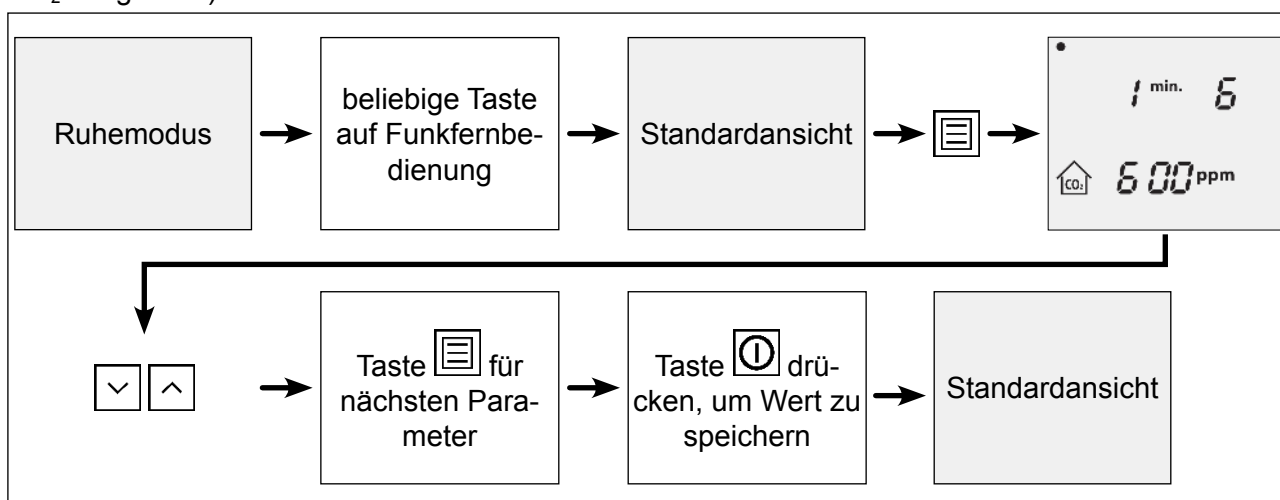 Ruhemodus
beliebige Taste
auf Funkfernbe-
dienung
Standardansicht
1 min. 6
CO₂ 600 ppm
Taste für
nächsten Para-
meter
Taste drü-
cken, um Wert zu
speichern
Standardansicht